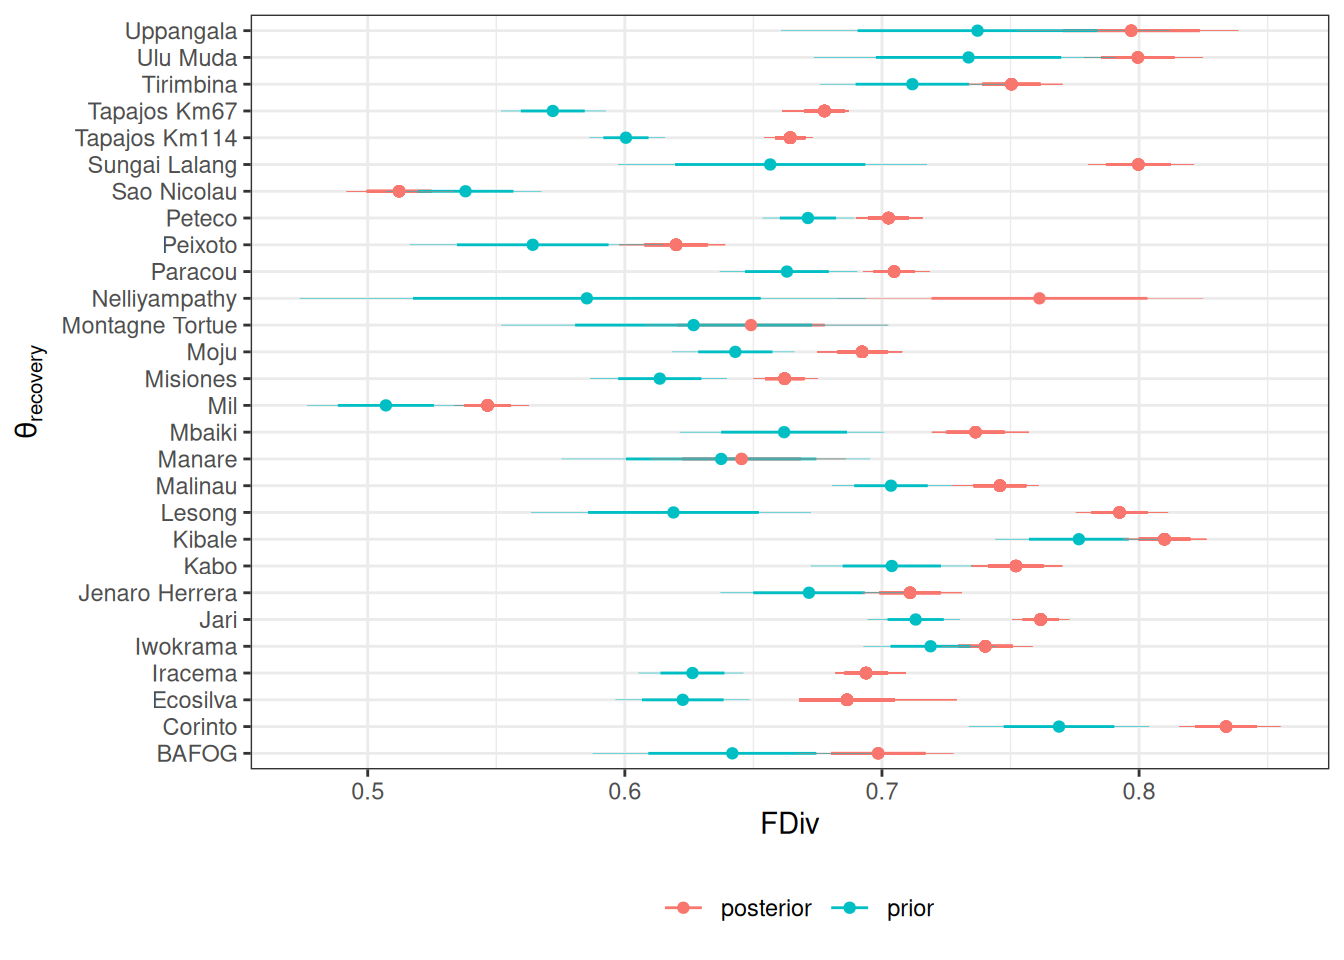 Uppangala
Ulu Muda
Tirimbina
Tapajos Km67
Tapajos Km114
Sungai Lalang
Sao Nicolau
Peteco
Peixoto
Paracou
Nelliyampathy
Montagne Tortue
Moju
Misiones
Mil
Mbaiki
Manare
Malinau
Lesong
Kibale
Kabo
Jenaro Herrera
Jari
Iwokrama
Iracema
Ecosilva
Corinto
BAFOG
θrecovery
0.5 0.6 0.7 0.8
FDiv
posterior prior